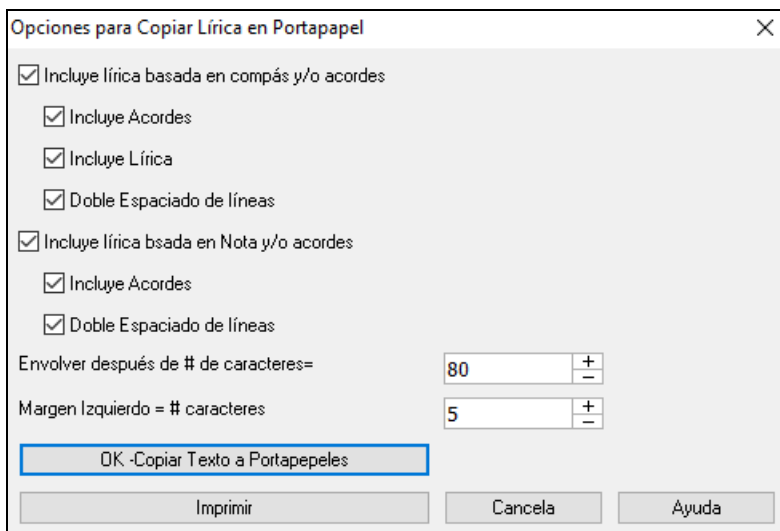 Opciones para Copiar Lírica en Portapapel
Incluye lírica basada en compás y/o acordes
Incluye Acordes
Incluye Lírica
Doble Espaciado de líneas
Incluye lírica bsada en Nota y/o acordes
Incluye Acordes
Doble Espaciado de líneas
Envolver después de # de caracteres= 80
Margen Izquierdo = # caracteres 5
OK -Copiar Texto a Portapepeles
Imprimir Cancela Ayuda